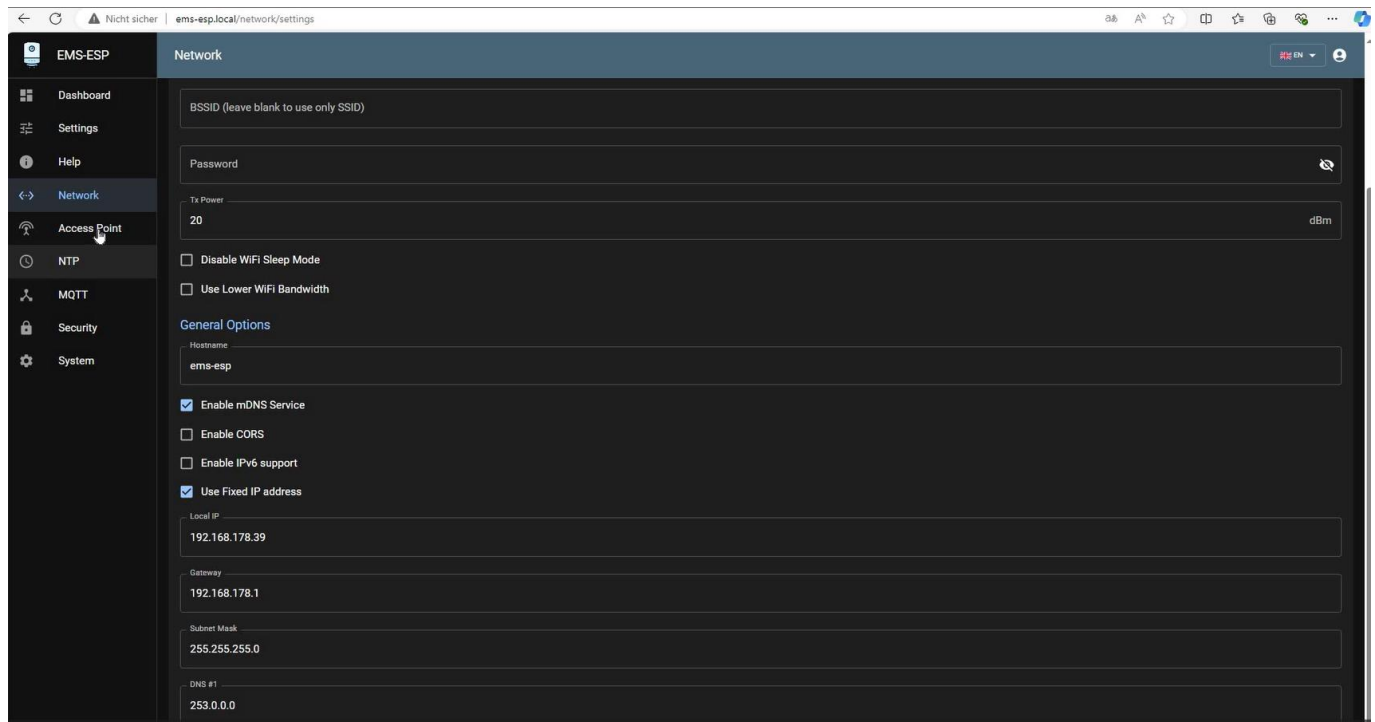 Nicht sicher | ems-esp.local/network/settings
EMS-ESP
Network
EN
Dashboard
Settings
Help
Network
Access Point
NTP
MQTT
Security
System
BSSID (leave blank to use only SSID)
Password
Tx Power
20 dBm
Disable WiFi Sleep Mode
Use Lower WiFi Bandwidth
General Options
Hostname
ems-esp
Enable mDNS Service
Enable CORS
Enable IPv6 support
Use Fixed IP address
Local IP
192.168.178.39
Gateway
192.168.178.1
Subnet Mask
255.255.255.0
DNS #1
253.0.0.0